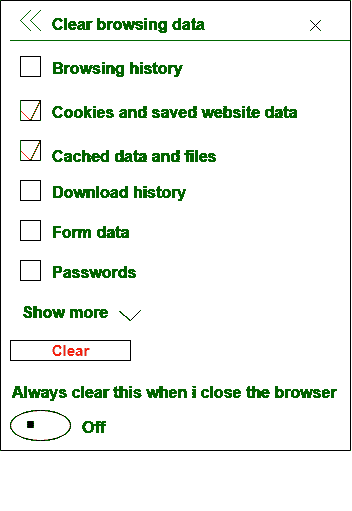 Clear browsing data
Browsing history
Cookies and saved website data
Cached data and files
Download history
Form data
Passwords
Show more
Clear
Always clear this when i close the browser
Off